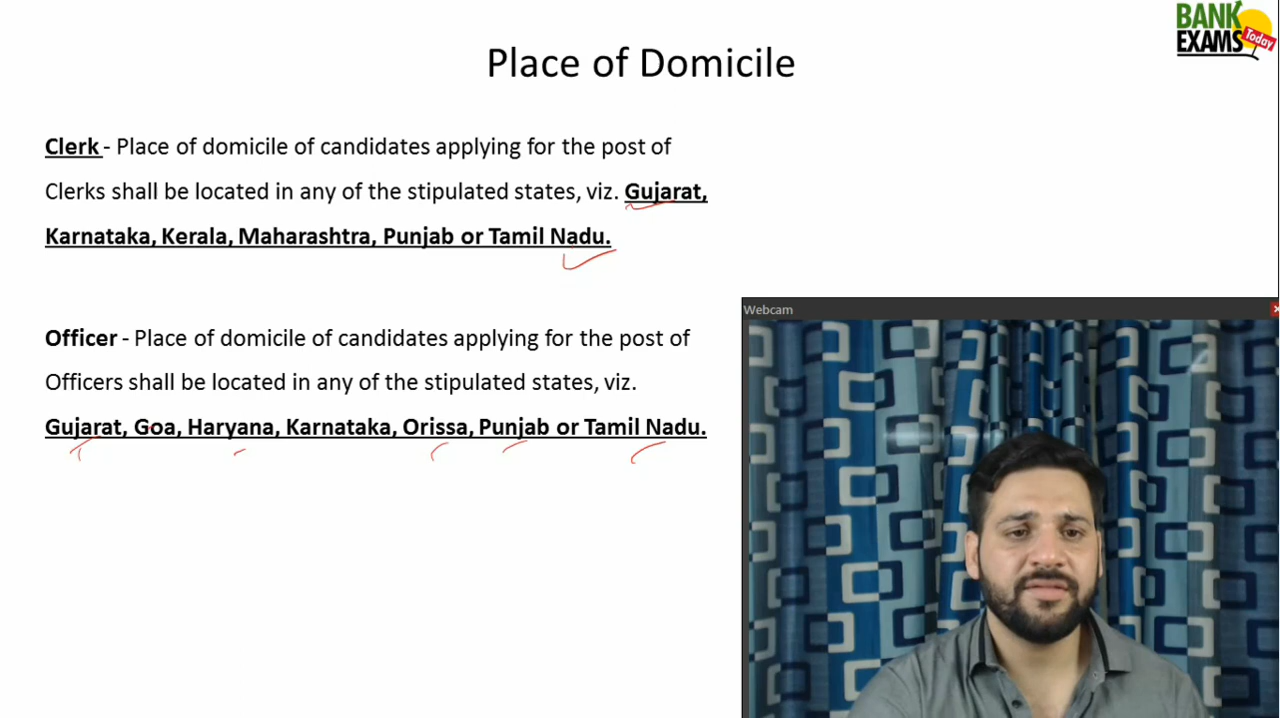 BANK
EXAMS Today
Place of Domicile
Clerk - Place of domicile of candidates applying for the post of
Clerks shall be located in any of the stipulated states, viz. Gujarat,
Karnataka, Kerala, Maharashtra, Punjab or Tamil Nadu.
Officer - Place of domicile of candidates applying for the post of
Officers shall be located in any of the stipulated states, viz.
Gujarat, Goa, Haryana, Karnataka, Orissa, Punjab or Tamil Nadu.
Webcam